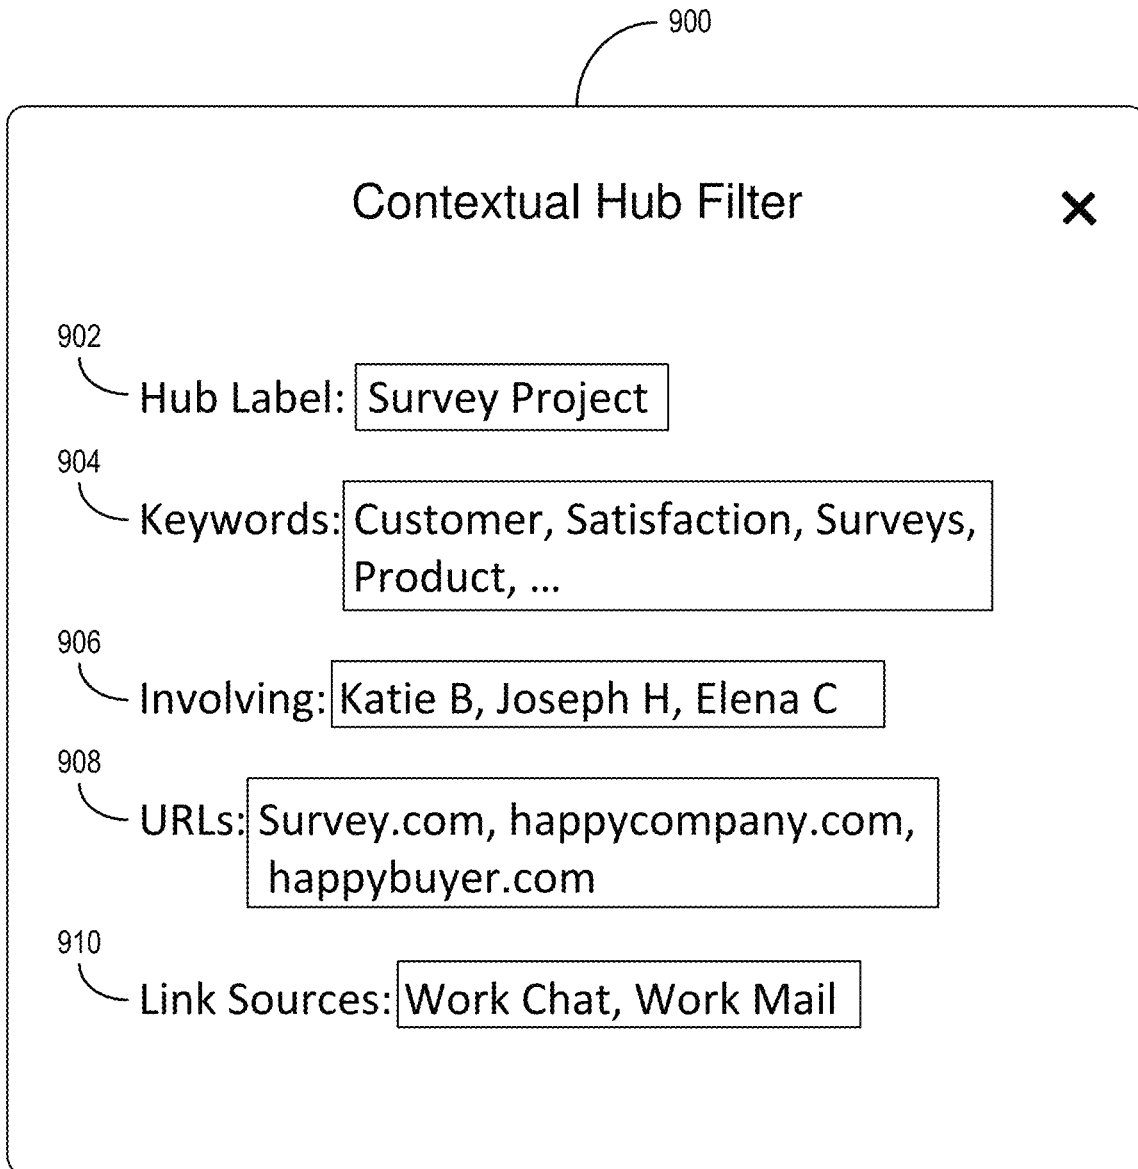 900
Contextual Hub Filter ×
902
Hub Label: Survey Project
904
Keywords: Customer, Satisfaction, Surveys,
Product, ...
906
Involving: Katie B, Joseph H, Elena C
908
URLs: Survey.com, happycompany.com,
happybuyer.com
910
Link Sources: Work Chat, Work Mail